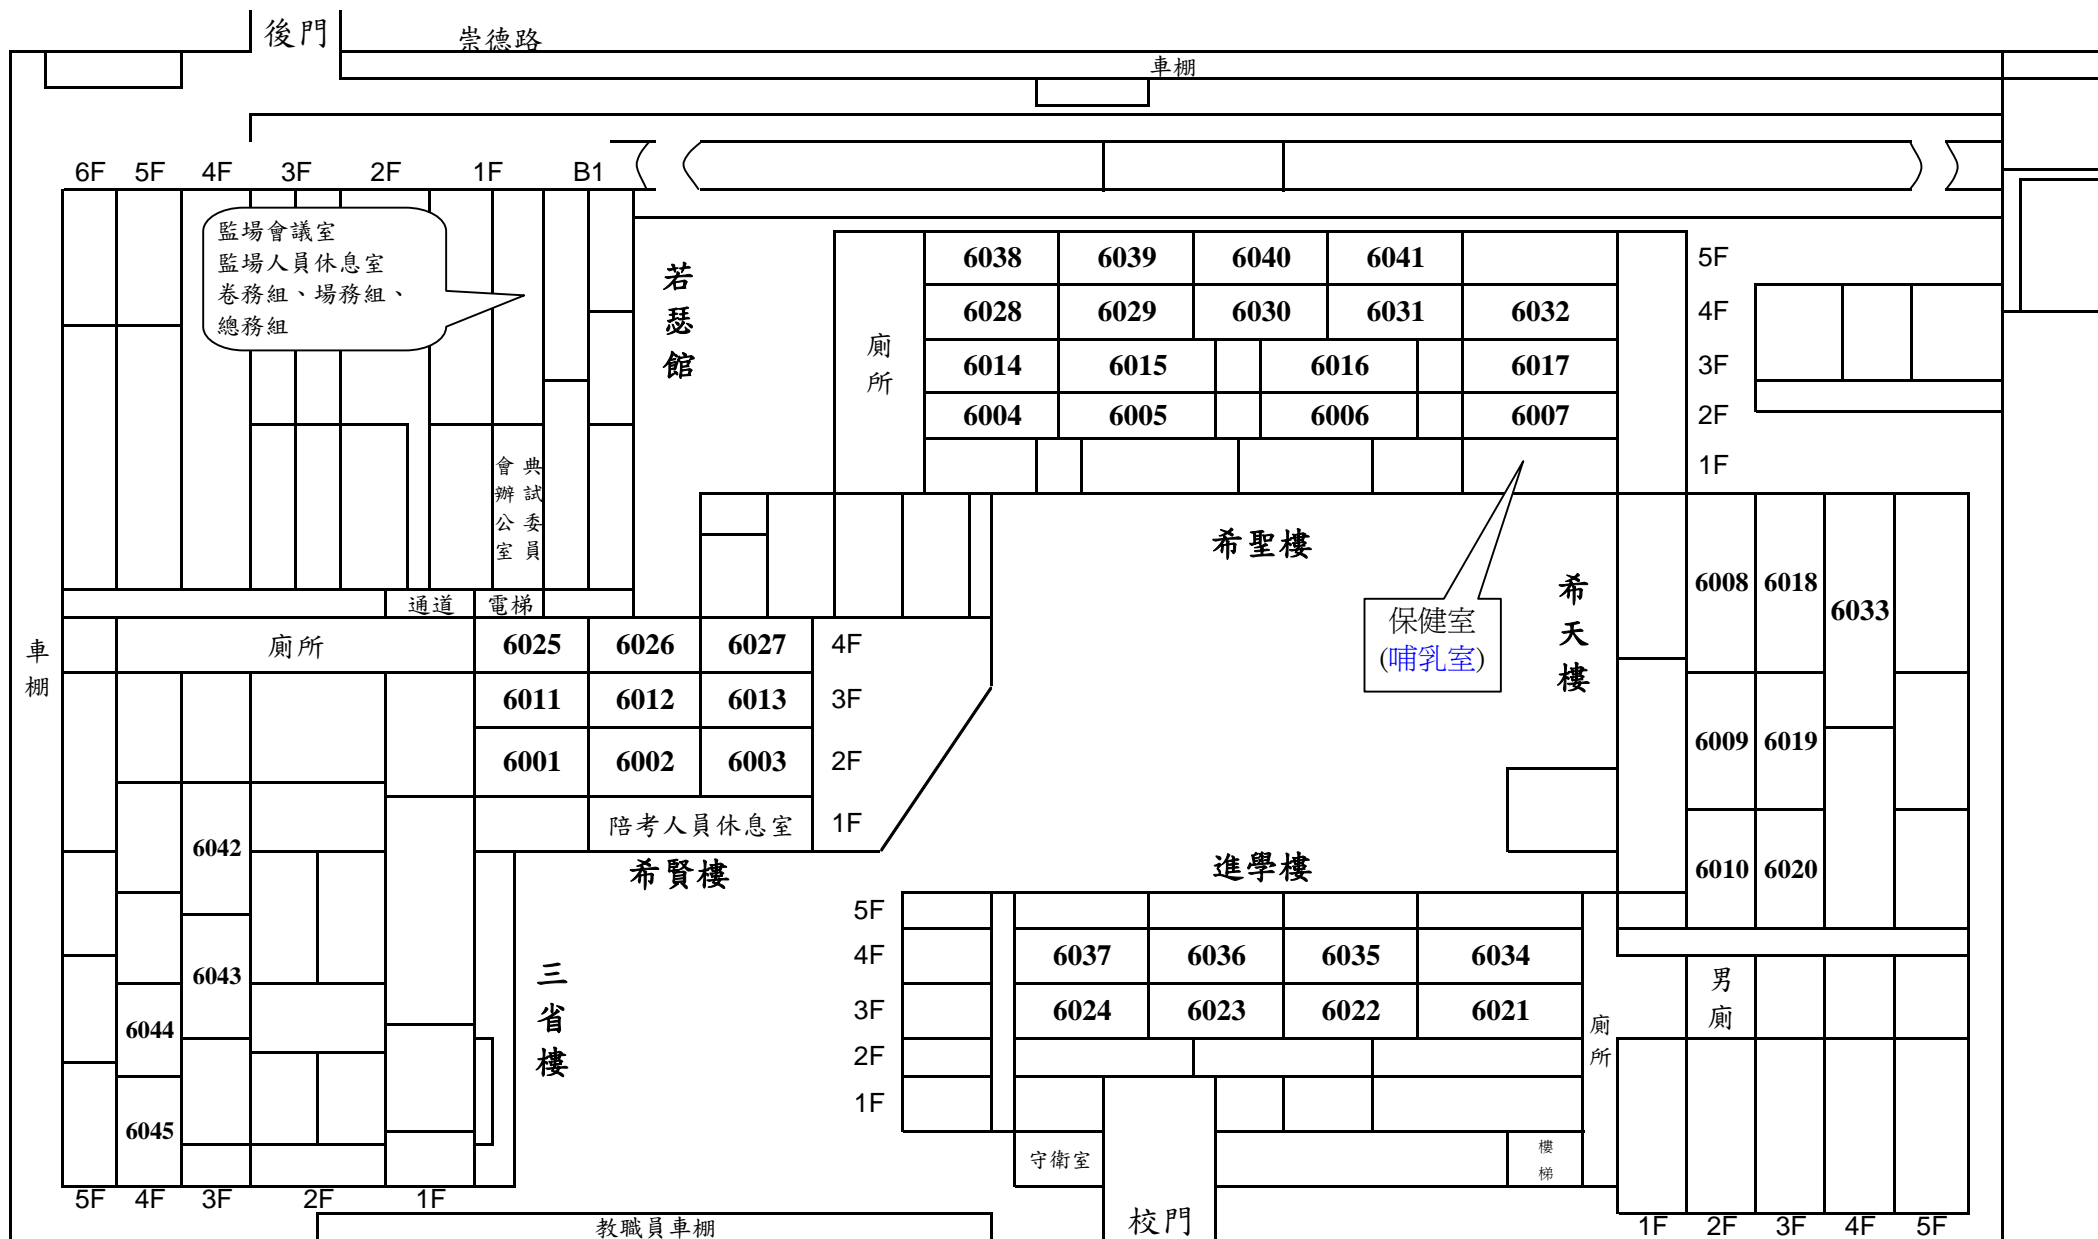 後門
崇德路
車棚
6F 5F 4F 3F 2F 1F B1
監場會議室
監場人員休息室
卷務組、場務組、
總務組
若瑟館
廁所
6038 6039 6040 6041 5F
6028 6029 6030 6031 6032 4F
6014 6015 6016 6017 3F
6004 6005 6006 6007 2F
1F
典試委員
會辦公室
希聖樓
希天樓
保健室
(哺乳室)
6008 6018 6033
6009 6019
6010 6020
通道 電梯
車棚
廁所
6025 6026 6027 4F
6011 6012 6013 3F
6001 6002 6003 2F
陪考人員休息室 1F
希賢樓
6042
6043
6044
6045
三省樓
5F 4F 3F 2F 1F
進學樓
5F
4F 6037 6036 6035 6034
3F 6024 6023 6022 6021
2F
1F
廁所
男廁
守衛室
樓梯
校門
教職員車棚
1F 2F 3F 4F 5F